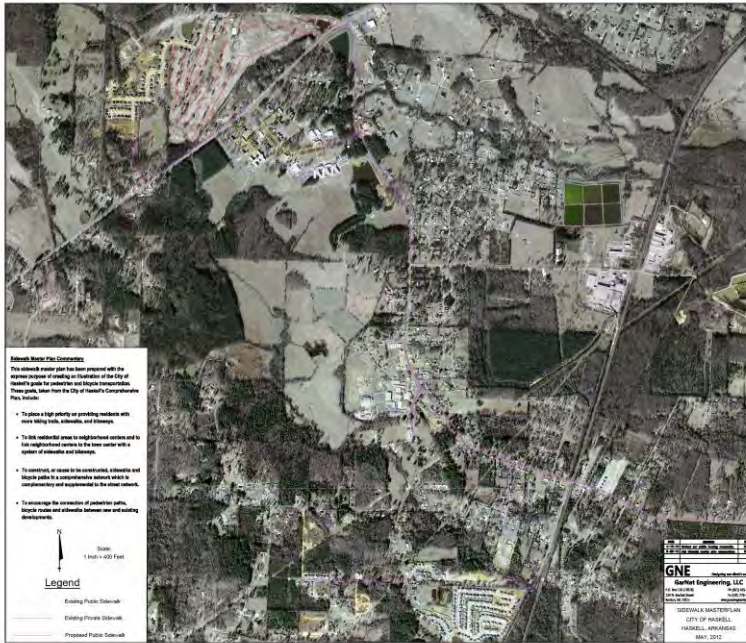 Sidewalk Master Plan Commentary
This sidewalk master plan has been prepared with the
express purpose of creating an illustration of the City of
Haskell's goals for pedestrian and bicycle transportation.
These goals, taken from the City of Haskell's Comprehensive
Plan, include:
• To place a high priority on providing residents with
more hiking trails, sidewalks, and bikeways.
• To link residential areas to neighborhood centers and to
link neighborhood centers to the town center with a
system of sidewalks and bikeways.
• To construct, or cause to be constructed, sidewalks and
bicycle paths in a comprehensive network which is
complementary and supplemental to the street network.
• To encourage the connection of pedestrian paths,
bicycle routes and sidewalks between new and existing
developments.
N
Scale:
1 Inch = 400 Feet
Legend
Existing Public Sidewalk
Existing Private Sidewalk
Proposed Public Sidewalk
GNE
GarNat Engineering, LLC
SIDEWALK MASTERPLAN
CITY OF HASKELL
HASKELL, ARKANSAS
MAY, 2012